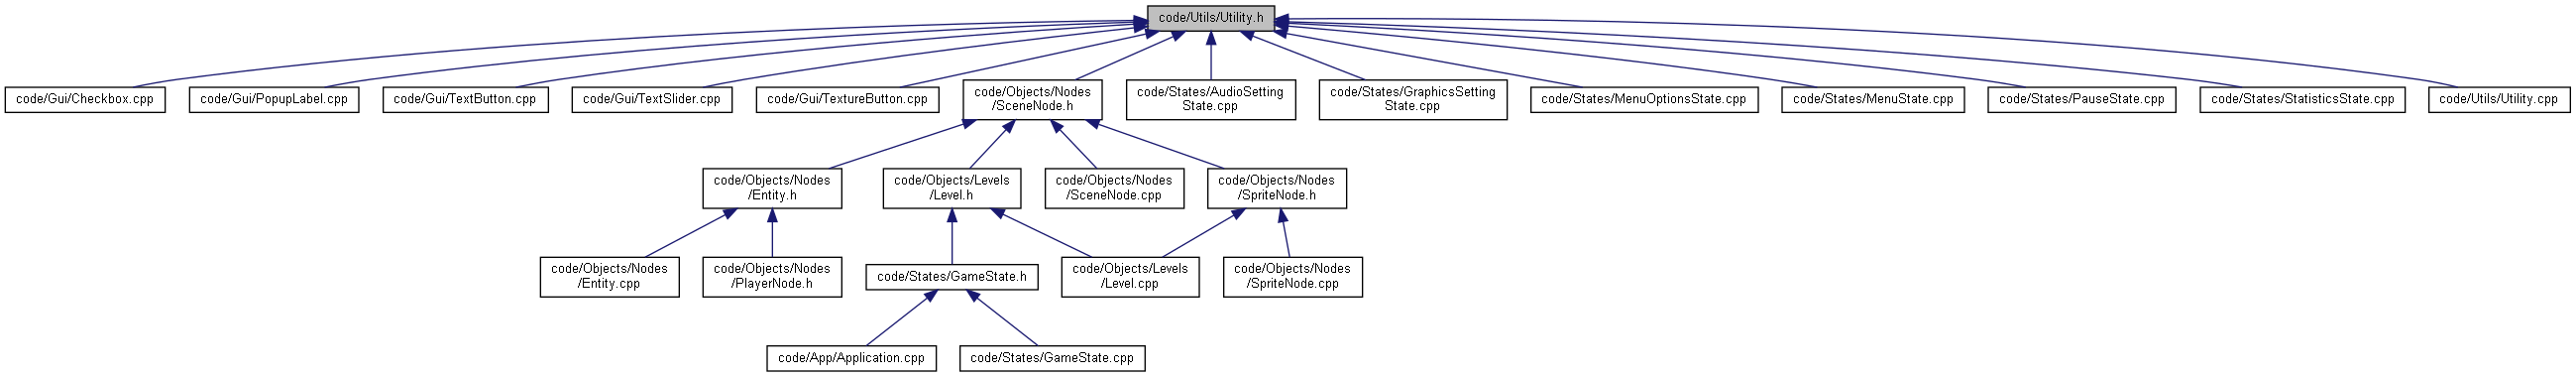 code/Utils/Utility.h
code/Gui/Checkbox.cpp
code/Gui/PopupLabel.cpp
code/Gui/TextButton.cpp
code/Gui/TextSlider.cpp
code/Gui/TextureButton.cpp
code/Objects/Nodes
/SceneNode.h
code/States/AudioSetting
State.cpp
code/States/GraphicsSetting
State.cpp
code/States/MenuOptionsState.cpp
code/States/MenuState.cpp
code/States/PauseState.cpp
code/States/StatisticsState.cpp
code/Utils/Utility.cpp
code/Objects/Nodes
/Entity.h
code/Objects/Levels
/Level.h
code/Objects/Nodes
/SceneNode.cpp
code/Objects/Nodes
/SpriteNode.h
code/Objects/Nodes
/Entity.cpp
code/Objects/Nodes
/PlayerNode.h
code/States/GameState.h
code/Objects/Levels
/Level.cpp
code/Objects/Nodes
/SpriteNode.cpp
code/App/Application.cpp
code/States/GameState.cpp